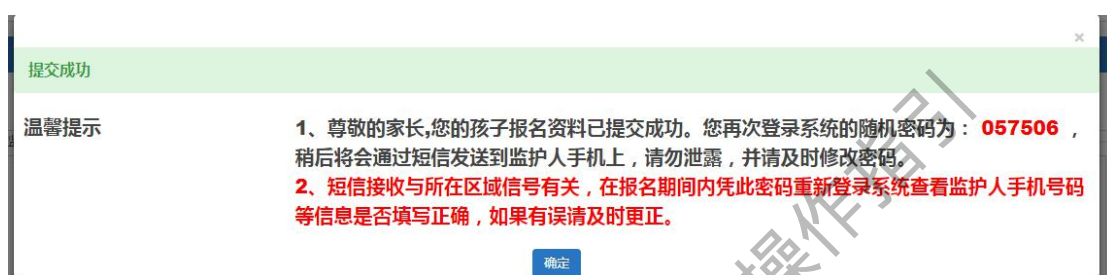 ×
提交成功
温馨提示
1、尊敬的家长,您的孩子报名资料已提交成功。您再次登录系统的随机密码为： 057506 ，
稍后将会通过短信发送到监护人手机上，请勿泄露，并请及时修改密码。
2、短信接收与所在区域信号有关，在报名期间内凭此密码重新登录系统查看监护人手机号码
等信息是否填写正确，如果有误请及时更正。
确定
操作指引